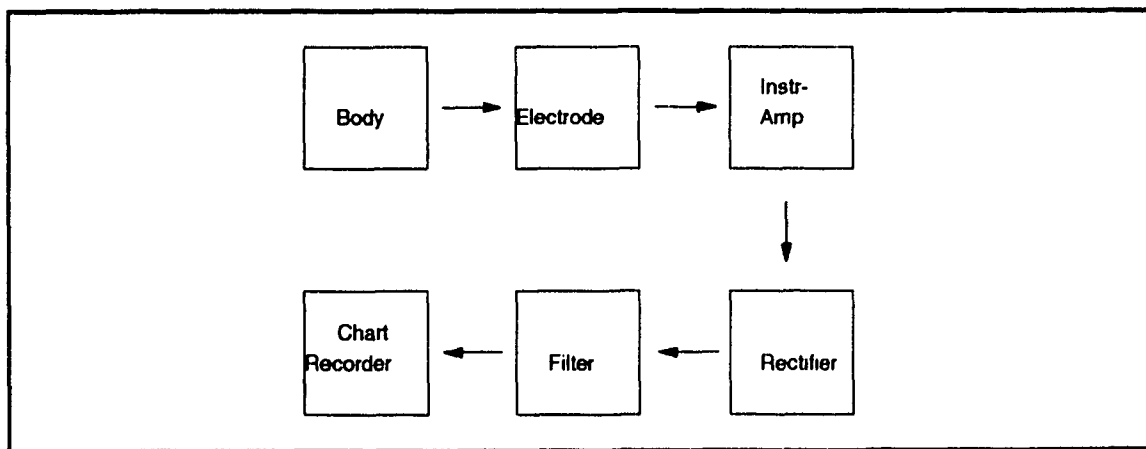 Body
Electrode
Instr-
Amp
Chart
Recorder
Filter
Rectifier